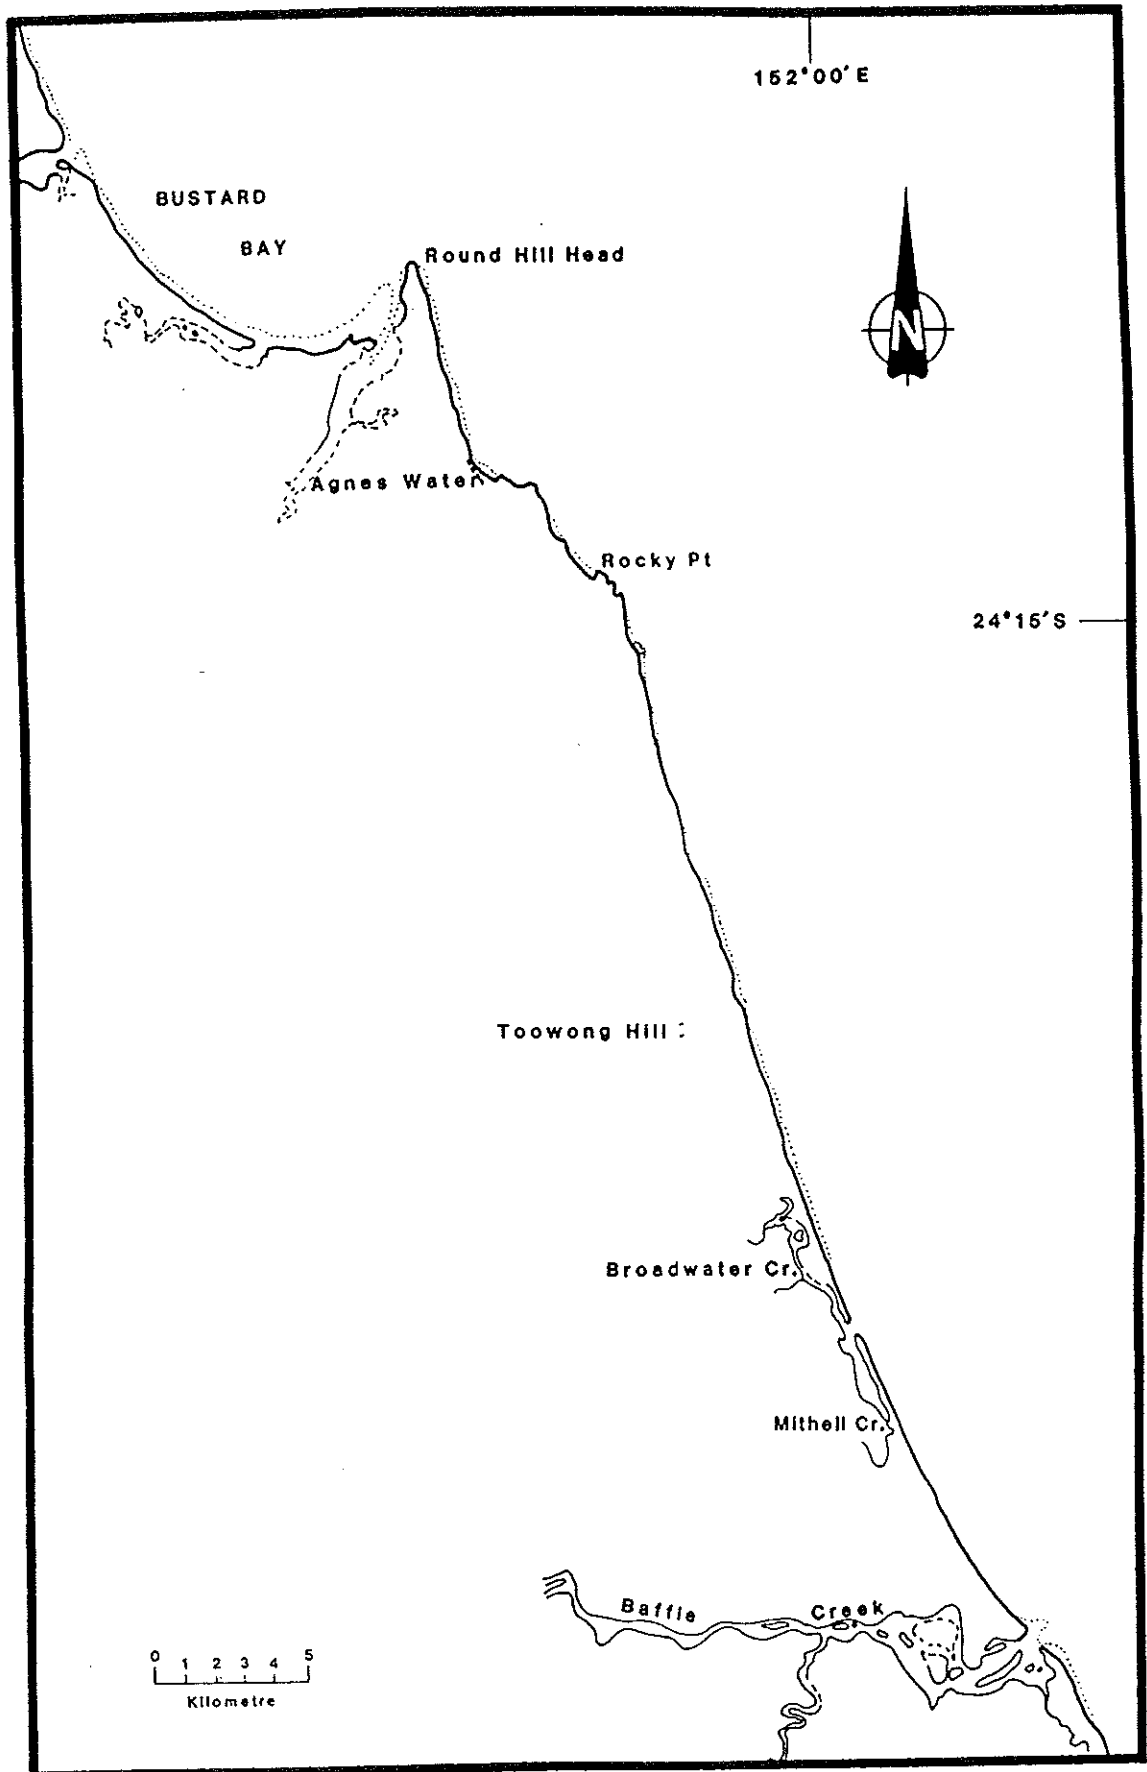 152°00'E
BUSTARD
BAY
Round Hill Head
N
Agnes Water
Rocky Pt
24°15'S
Toowong Hill
Broadwater Cr.
Mithell Cr.
Baffle Creek
0 1 2 3 4 5
Kilometre